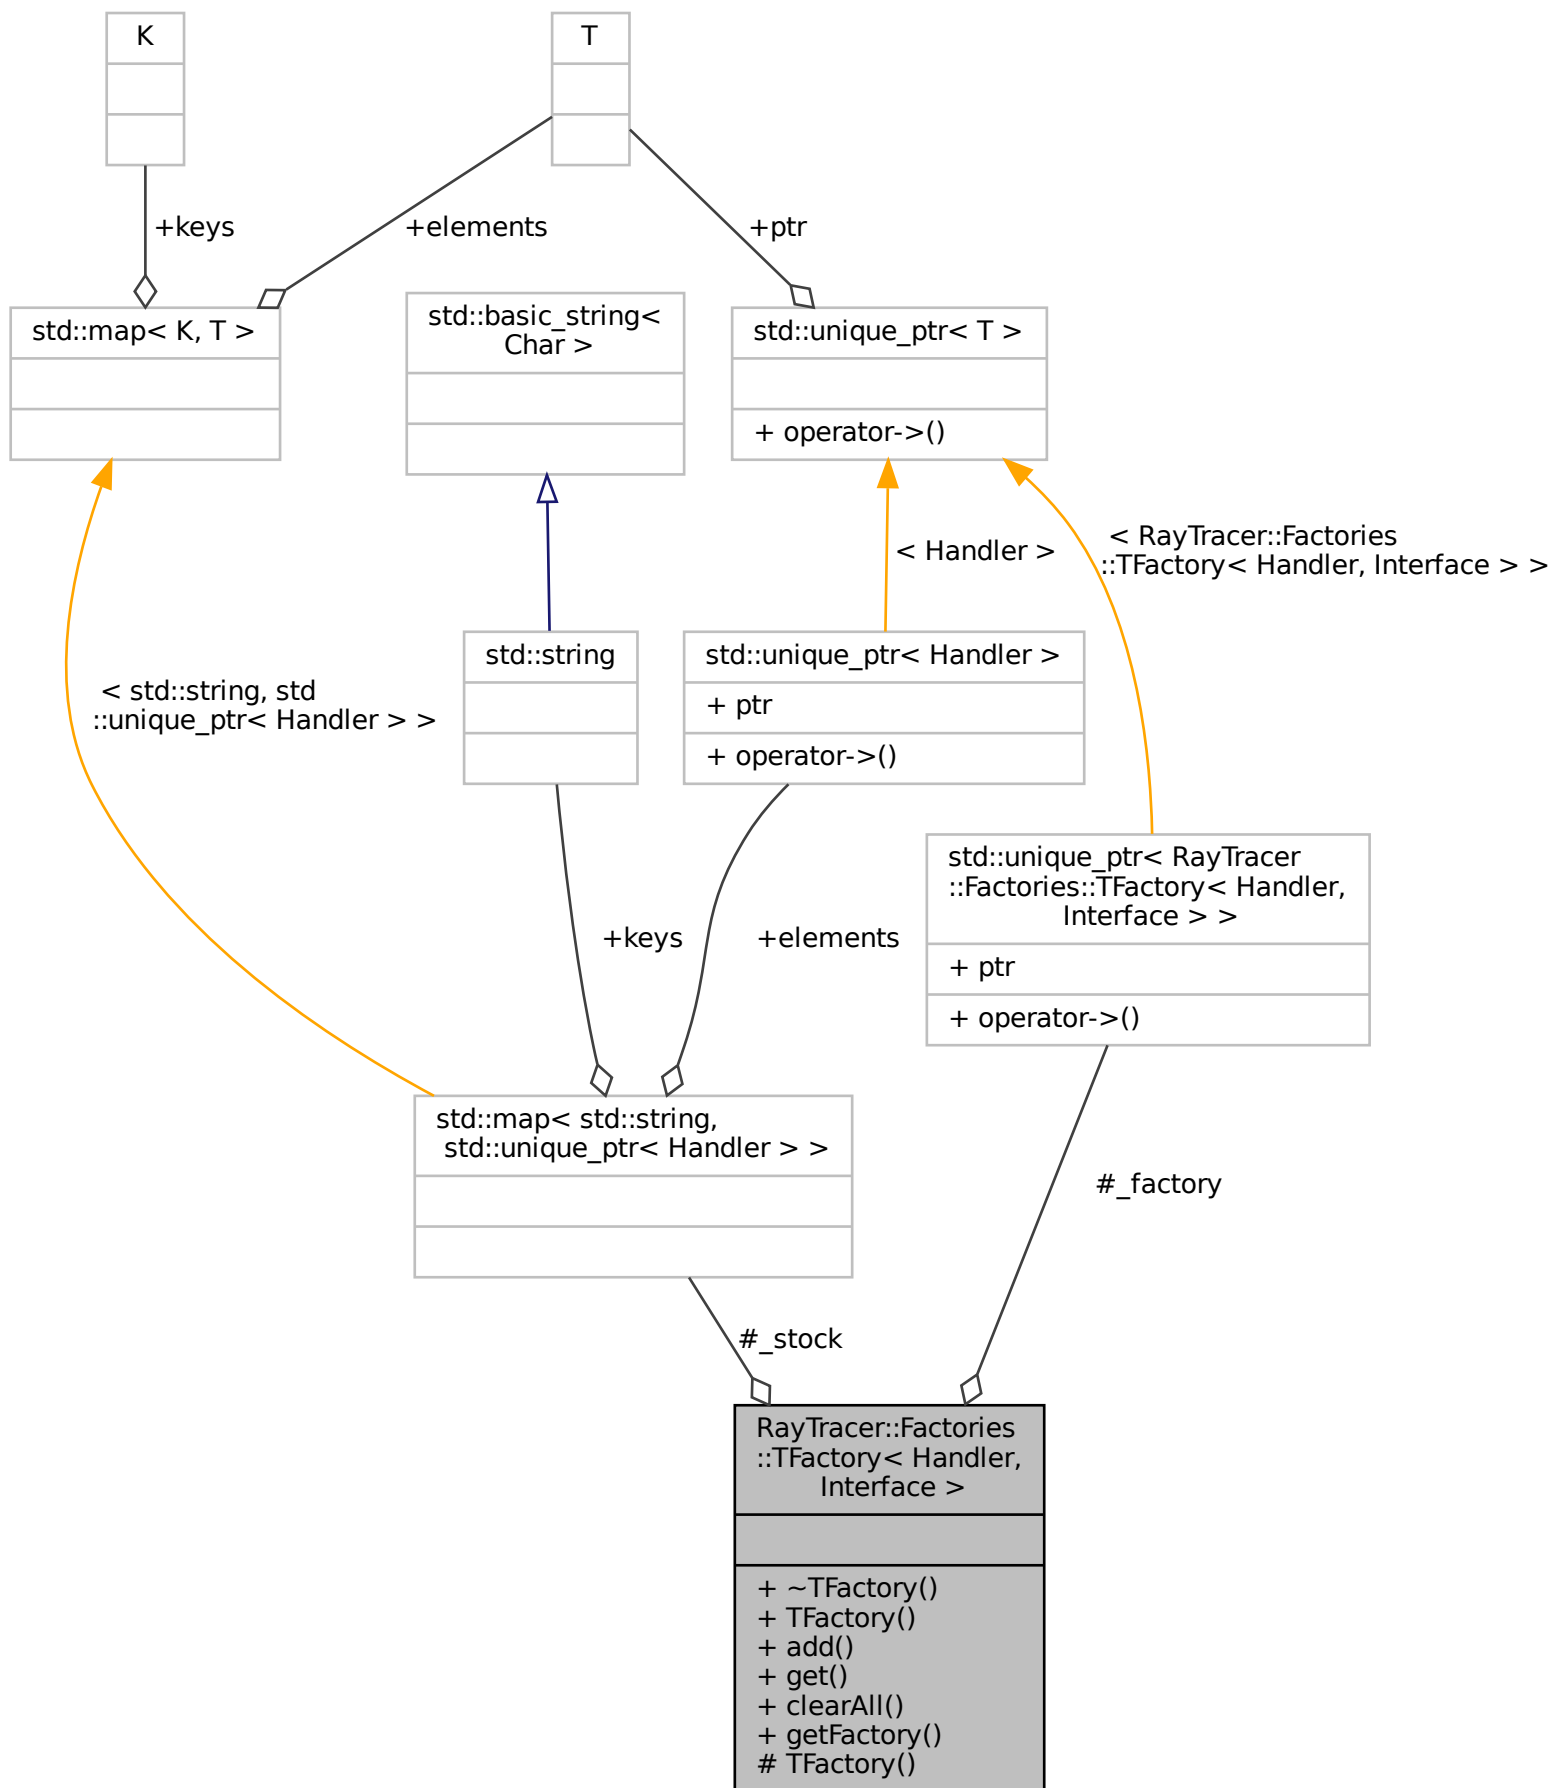 K
T
+keys
+elements
+ptr
std::map< K, T >
std::basic_string<
Char >
std::unique_ptr< T >
+ operator->()
< Handler >
< RayTracer::Factories
::TFactory< Handler, Interface > >
< std::string, std
::unique_ptr< Handler > >
std::string
std::unique_ptr< Handler >
+ ptr
+ operator->()
std::unique_ptr< RayTracer
::Factories::TFactory< Handler,
Interface > >
+ ptr
+ operator->()
+keys
+elements
std::map< std::string,
std::unique_ptr< Handler > >
#_factory
#_stock
RayTracer::Factories
::TFactory< Handler,
Interface >
+ ~TFactory()
+ TFactory()
+ add()
+ get()
+ clearAll()
+ getFactory()
# TFactory()